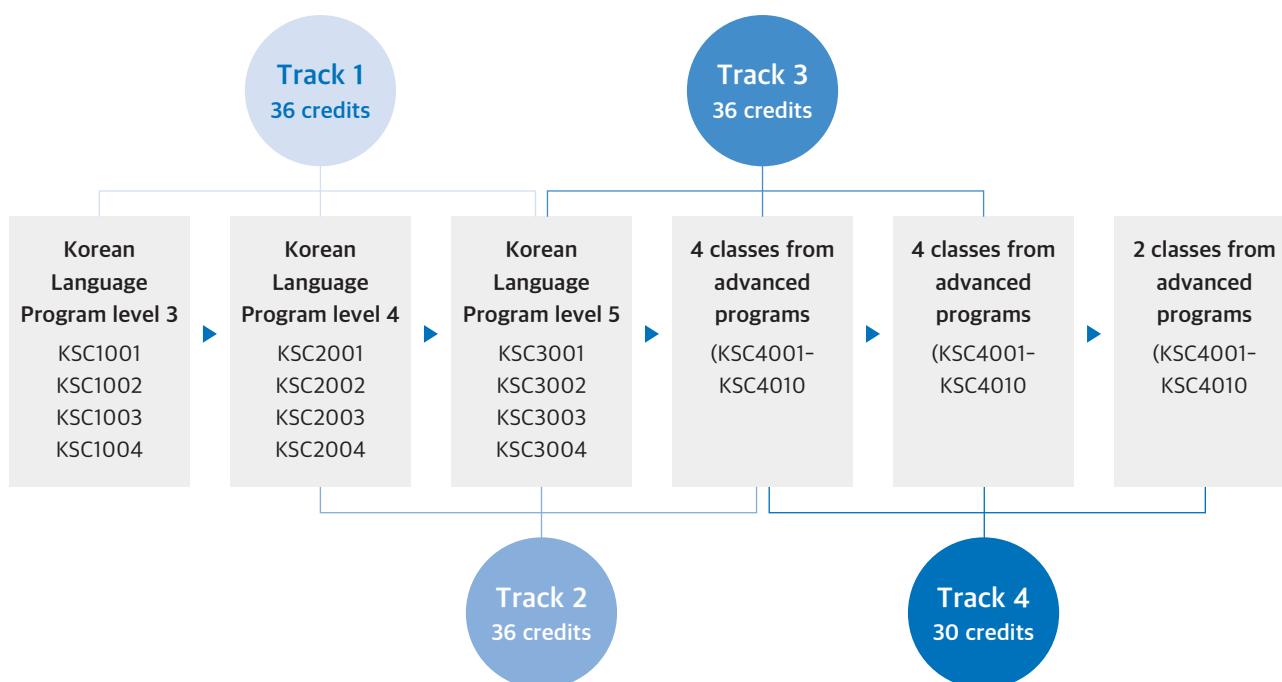 Track 1
36 credits
Track 3
36 credits
Korean
Language
Program level 3
KSC1001
KSC1002
KSC1003
KSC1004
Korean
Language
Program level 4
KSC2001
KSC2002
KSC2003
KSC2004
Korean
Language
Program level 5
KSC3001
KSC3002
KSC3003
KSC3004
4 classes from
advanced
programs
(KSC4001-
KSC4010
4 classes from
advanced
programs
(KSC4001-
KSC4010
2 classes from
advanced
programs
(KSC4001-
KSC4010
Track 2
36 credits
Track 4
30 credits